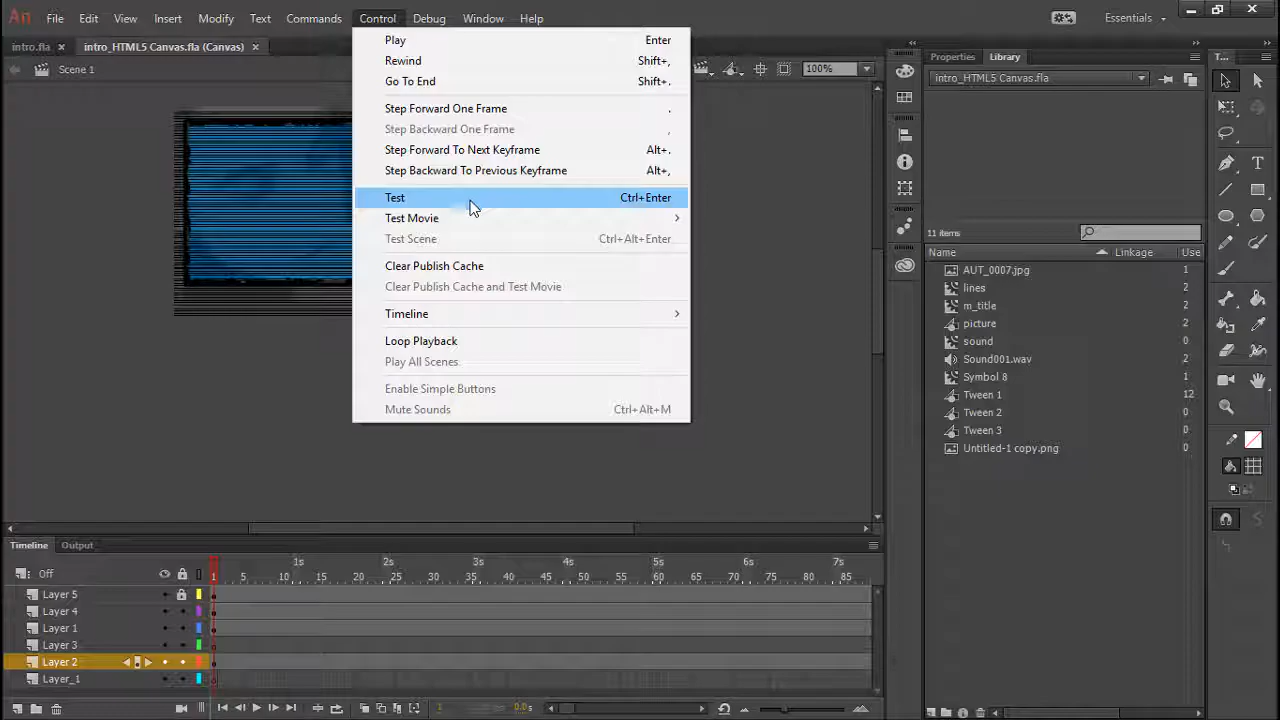 An File Edit View Insert Modify Text Commands Control Debug Window Help Essentials
intro.fla × intro_HTML5 Canvas.fla (Canvas) ×
Scene 1
100%
Play Enter
Rewind Shift+,
Go To End Shift+.
Step Forward One Frame .
Step Backward One Frame ,
Step Forward To Next Keyframe Alt+.
Step Backward To Previous Keyframe Alt+,
Test Ctrl+Enter
Test Movie
Test Scene Ctrl+Alt+Enter
Clear Publish Cache
Clear Publish Cache and Test Movie
Timeline
Loop Playback
Play All Scenes
Enable Simple Buttons
Mute Sounds Ctrl+Alt+M
Properties Library
T...
intro_HTML5 Canvas.fla
11 items
Name Linkage Use
AUT_0007.jpg 1
lines 2
m_title 2
picture 2
sound 0
Sound001.wav 2
Symbol 8 1
Tween 1 12
Tween 2 0
Tween 3 0
Untitled-1 copy.png 0
Timeline Output
1s 2s 3s 4s 5s 6s 7s
Off 1 5 10 15 20 25 30 35 40 45 50 55 60 65 70 75 80 85
Layer 5
Layer 4
Layer 1
Layer 3
Layer 2
Layer_1
1 0.0s